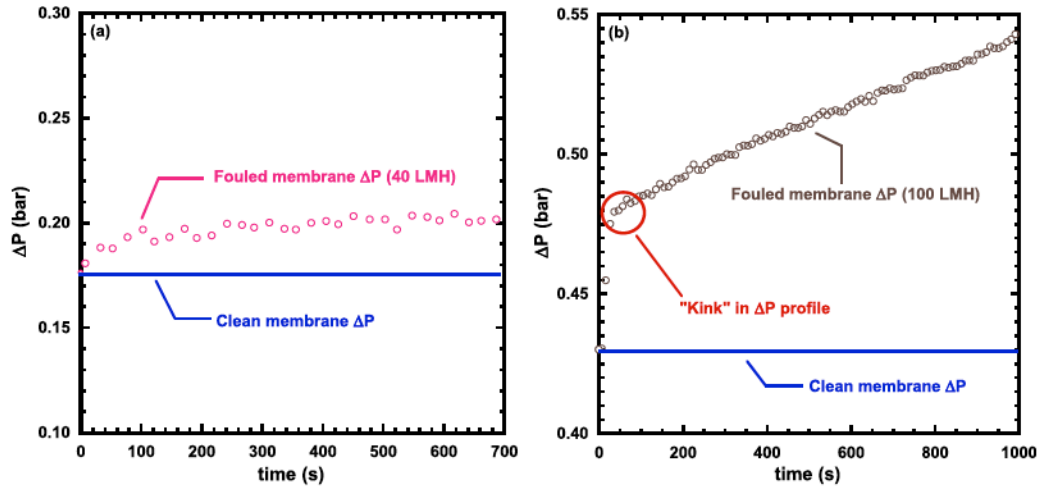 (a)
0.30
0.25
0.20
0.15
0.10
ΔP (bar)
Fouled membrane ΔP (40 LMH)
Clean membrane ΔP
0 100 200 300 400 500 600 700
time (s)
(b)
0.55
0.50
0.45
0.40
ΔP (bar)
Fouled membrane ΔP (100 LMH)
"Kink" in ΔP profile
Clean membrane ΔP
0 200 400 600 800 1000
time (s)